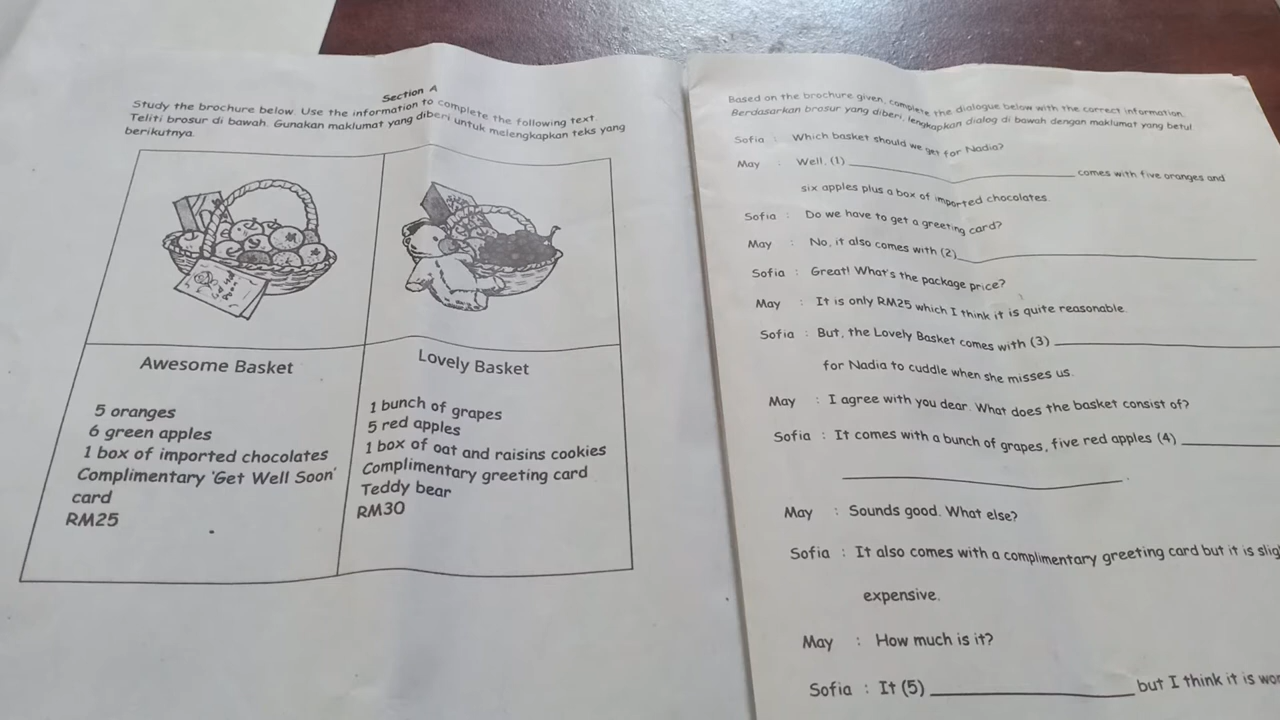 Section A
Study the brochure below. Use the information to complete the following text.
Teliti brosur di bawah. Gunakan maklumat yang diberi untuk melengkapkan teks yang
berikutnya.
Get Well
Soon
Awesome Basket
5 oranges
6 green apples
1 box of imported chocolates
Complimentary 'Get Well Soon'
card
RM25
Lovely Basket
1 bunch of grapes
5 red apples
1 box of oat and raisins cookies
Complimentary greeting card
Teddy bear
RM30
Based on the brochure given, complete the dialogue below with the correct information.
Berdasarkan brosur yang diberi, lengkapkan dialog di bawah dengan maklumat yang betul
Sofia : Which basket should we get for Nadia?
May : Well, (1) ____________________ comes with five oranges and
six apples plus a box of imported chocolates.
Sofia : Do we have to get a greeting card?
May : No, it also comes with (2)____________________
Sofia : Great! What's the package price?
May : It is only RM25 which I think it is quite reasonable.
Sofia : But, the Lovely Basket comes with (3) ____________________
for Nadia to cuddle when she misses us.
May : I agree with you dear. What does the basket consist of?
Sofia : It comes with a bunch of grapes, five red apples (4) __________
____________________.
May : Sounds good. What else?
Sofia : It also comes with a complimentary greeting card but it is
expensive.
May : How much is it?
Sofia : It (5) ____________________ but I think it is